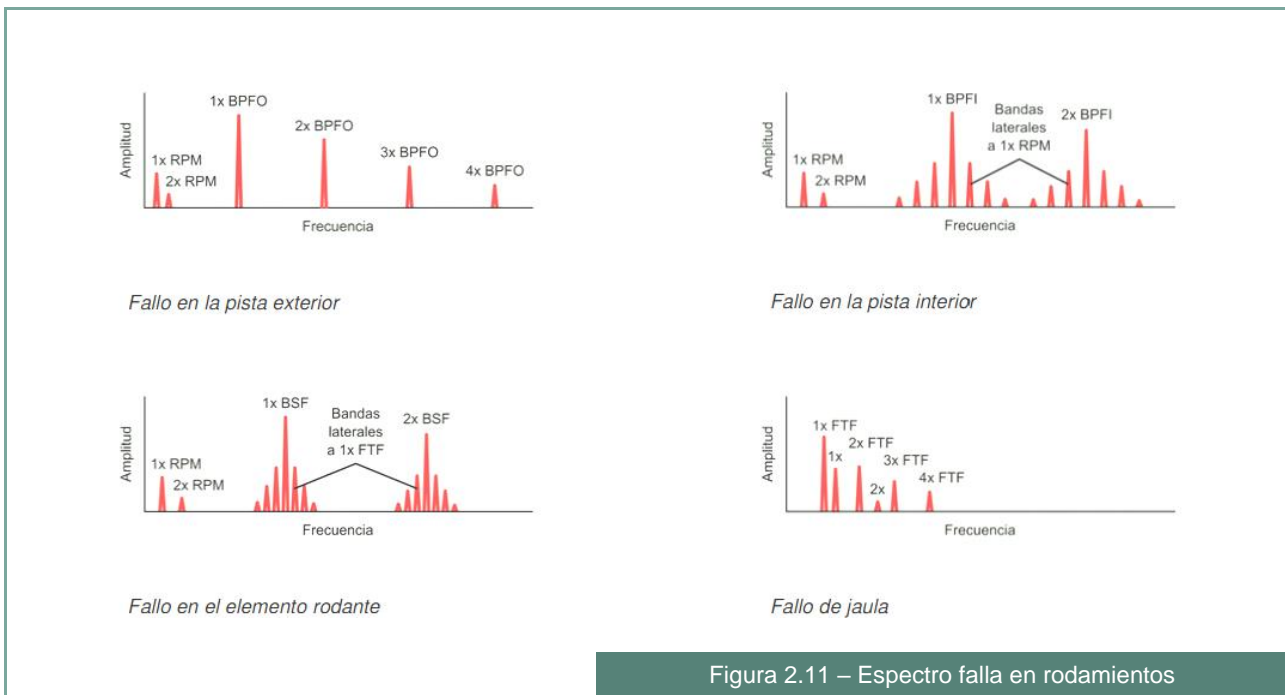 Amplitud
1x RPM
2x RPM
1x BPFO
2x BPFO
3x BPFO
4x BPFO
Frecuencia
Fallo en la pista exterior
Amplitud
1x RPM
2x RPM
1x BPFI
Bandas
laterales
a 1x RPM
2x BPFI
Frecuencia
Fallo en la pista interior
Amplitud
1x RPM
2x RPM
1x BSF
Bandas
laterales
a 1x FTF
2x BSF
Frecuencia
Fallo en el elemento rodante
Amplitud
1x FTF
1x
2x FTF
2x
3x FTF
4x FTF
Frecuencia
Fallo de jaula
Figura 2.11 – Espectro falla en rodamientos